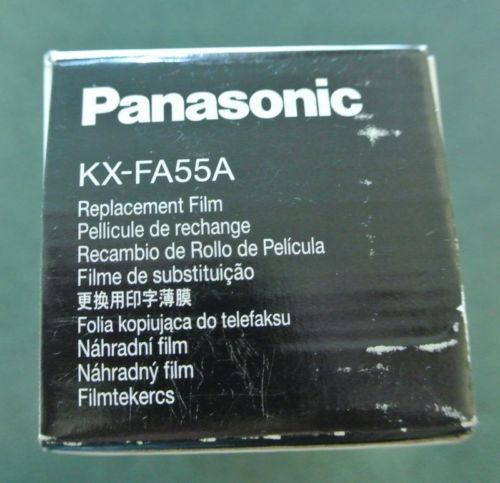 Panasonic
KX-FA55A
Replacement Film
Pellicule de rechange
Recambio de Rollo de Película
Filme de substituição
更换用印字薄膜
Folia kopiująca do telefaksu
Náhradní film
Náhradný film
Filmtekercs